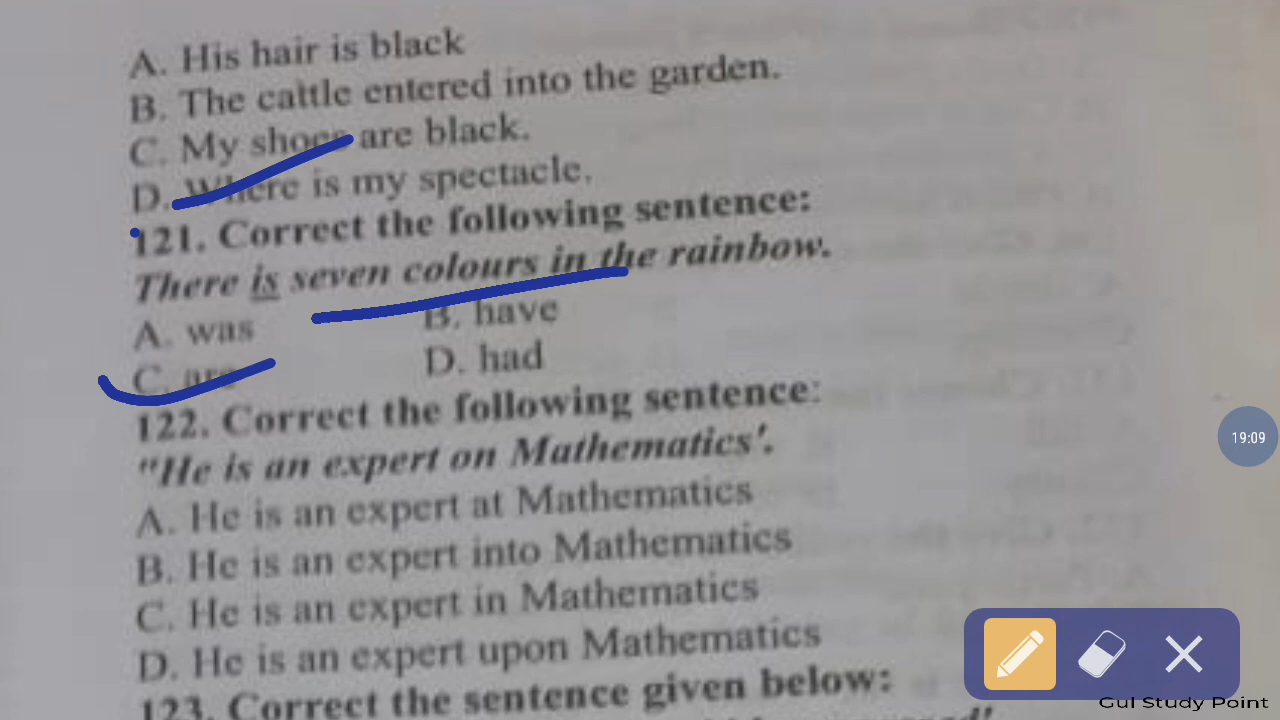 A. His hair is black
B. The cattle entered into the garden.
C. My shoes are black.
D. Where is my spectacle.
121. Correct the following sentence:
There is seven colours in the rainbow.
A. was B. have
C. are D. had
122. Correct the following sentence:
"He is an expert on Mathematics'.
A. He is an expert at Mathematics
B. He is an expert into Mathematics
C. He is an expert in Mathematics
D. He is an expert upon Mathematics
123. Correct the sentence given below:
19:09
Gul Study Point